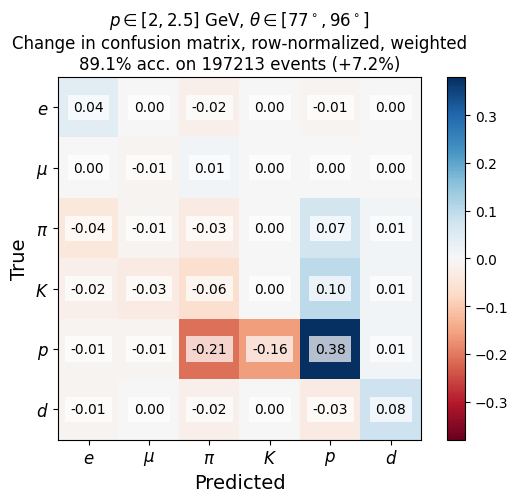 p ∈ [2, 2.5] GeV, θ ∈ [77°, 96°]
Change in confusion matrix, row-normalized, weighted
89.1% acc. on 197213 events (+7.2%)
e 0.04 0.00 -0.02 0.00 -0.01 0.00
μ 0.00 -0.01 0.01 0.00 0.00 0.00
π -0.04 -0.01 -0.03 0.00 0.07 0.01
K -0.02 -0.03 -0.06 0.00 0.10 0.01
p -0.01 -0.01 -0.21 -0.16 0.38 0.01
d -0.01 0.00 -0.02 0.00 -0.03 0.08
e μ π K p d
Predicted
True
0.3
0.2
0.1
0.0
−0.1
−0.2
−0.3